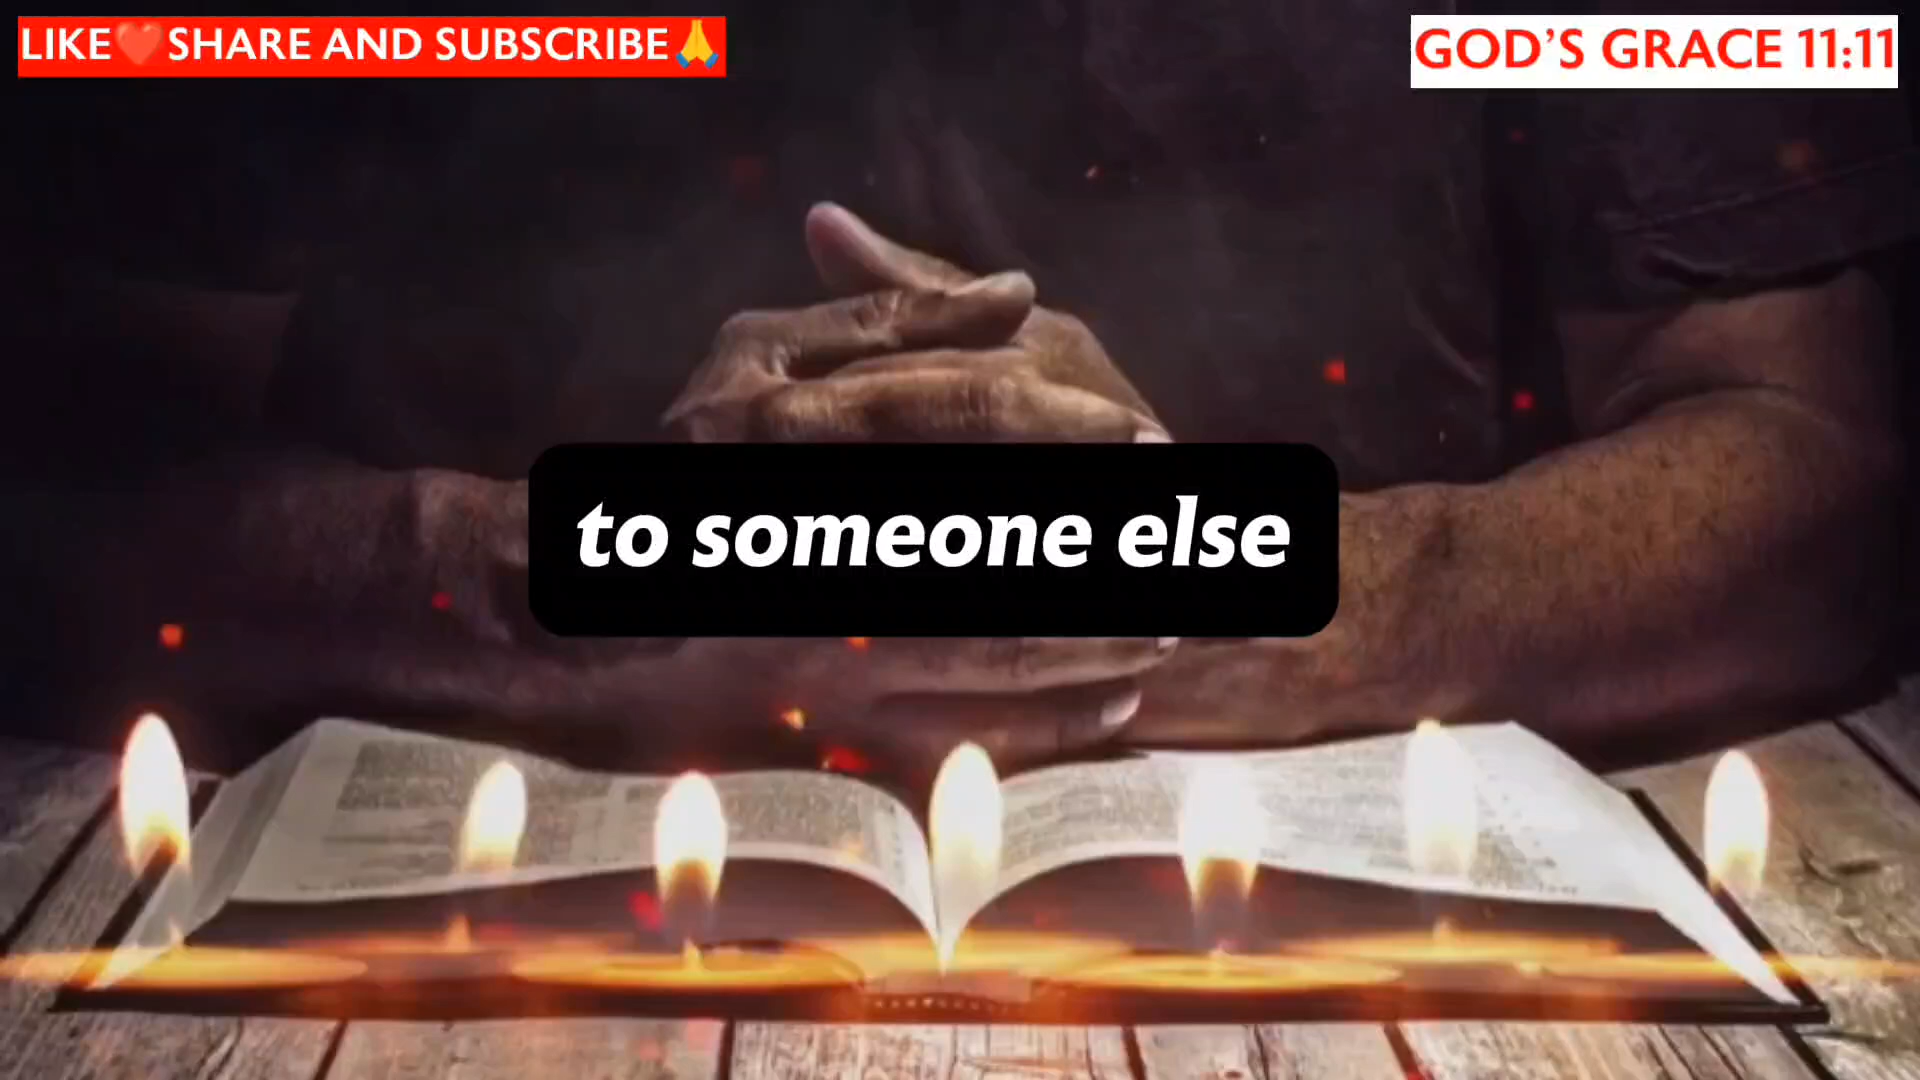 LIKE❤️SHARE AND SUBSCRIBE🙏
GOD’S GRACE 11:11
to someone else